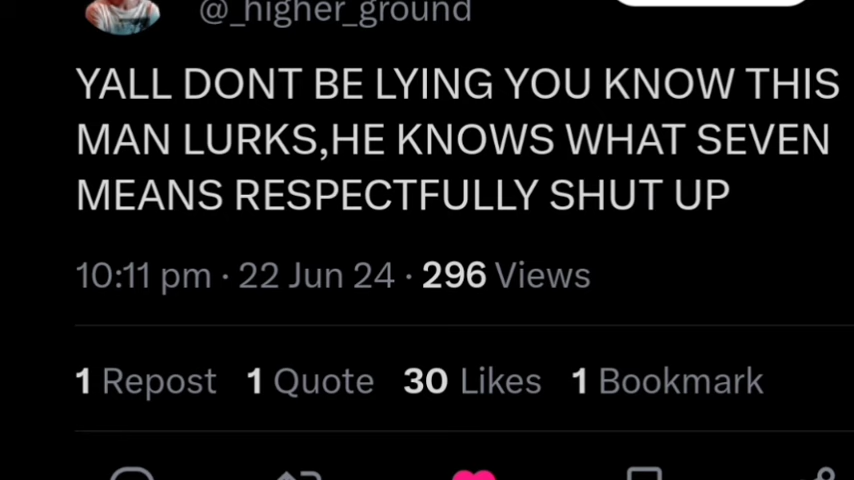 @_higher_ground
YALL DONT BE LYING YOU KNOW THIS
MAN LURKS,HE KNOWS WHAT SEVEN
MEANS RESPECTFULLY SHUT UP
10:11 pm · 22 Jun 24 · 296 Views
1 Repost 1 Quote 30 Likes 1 Bookmark